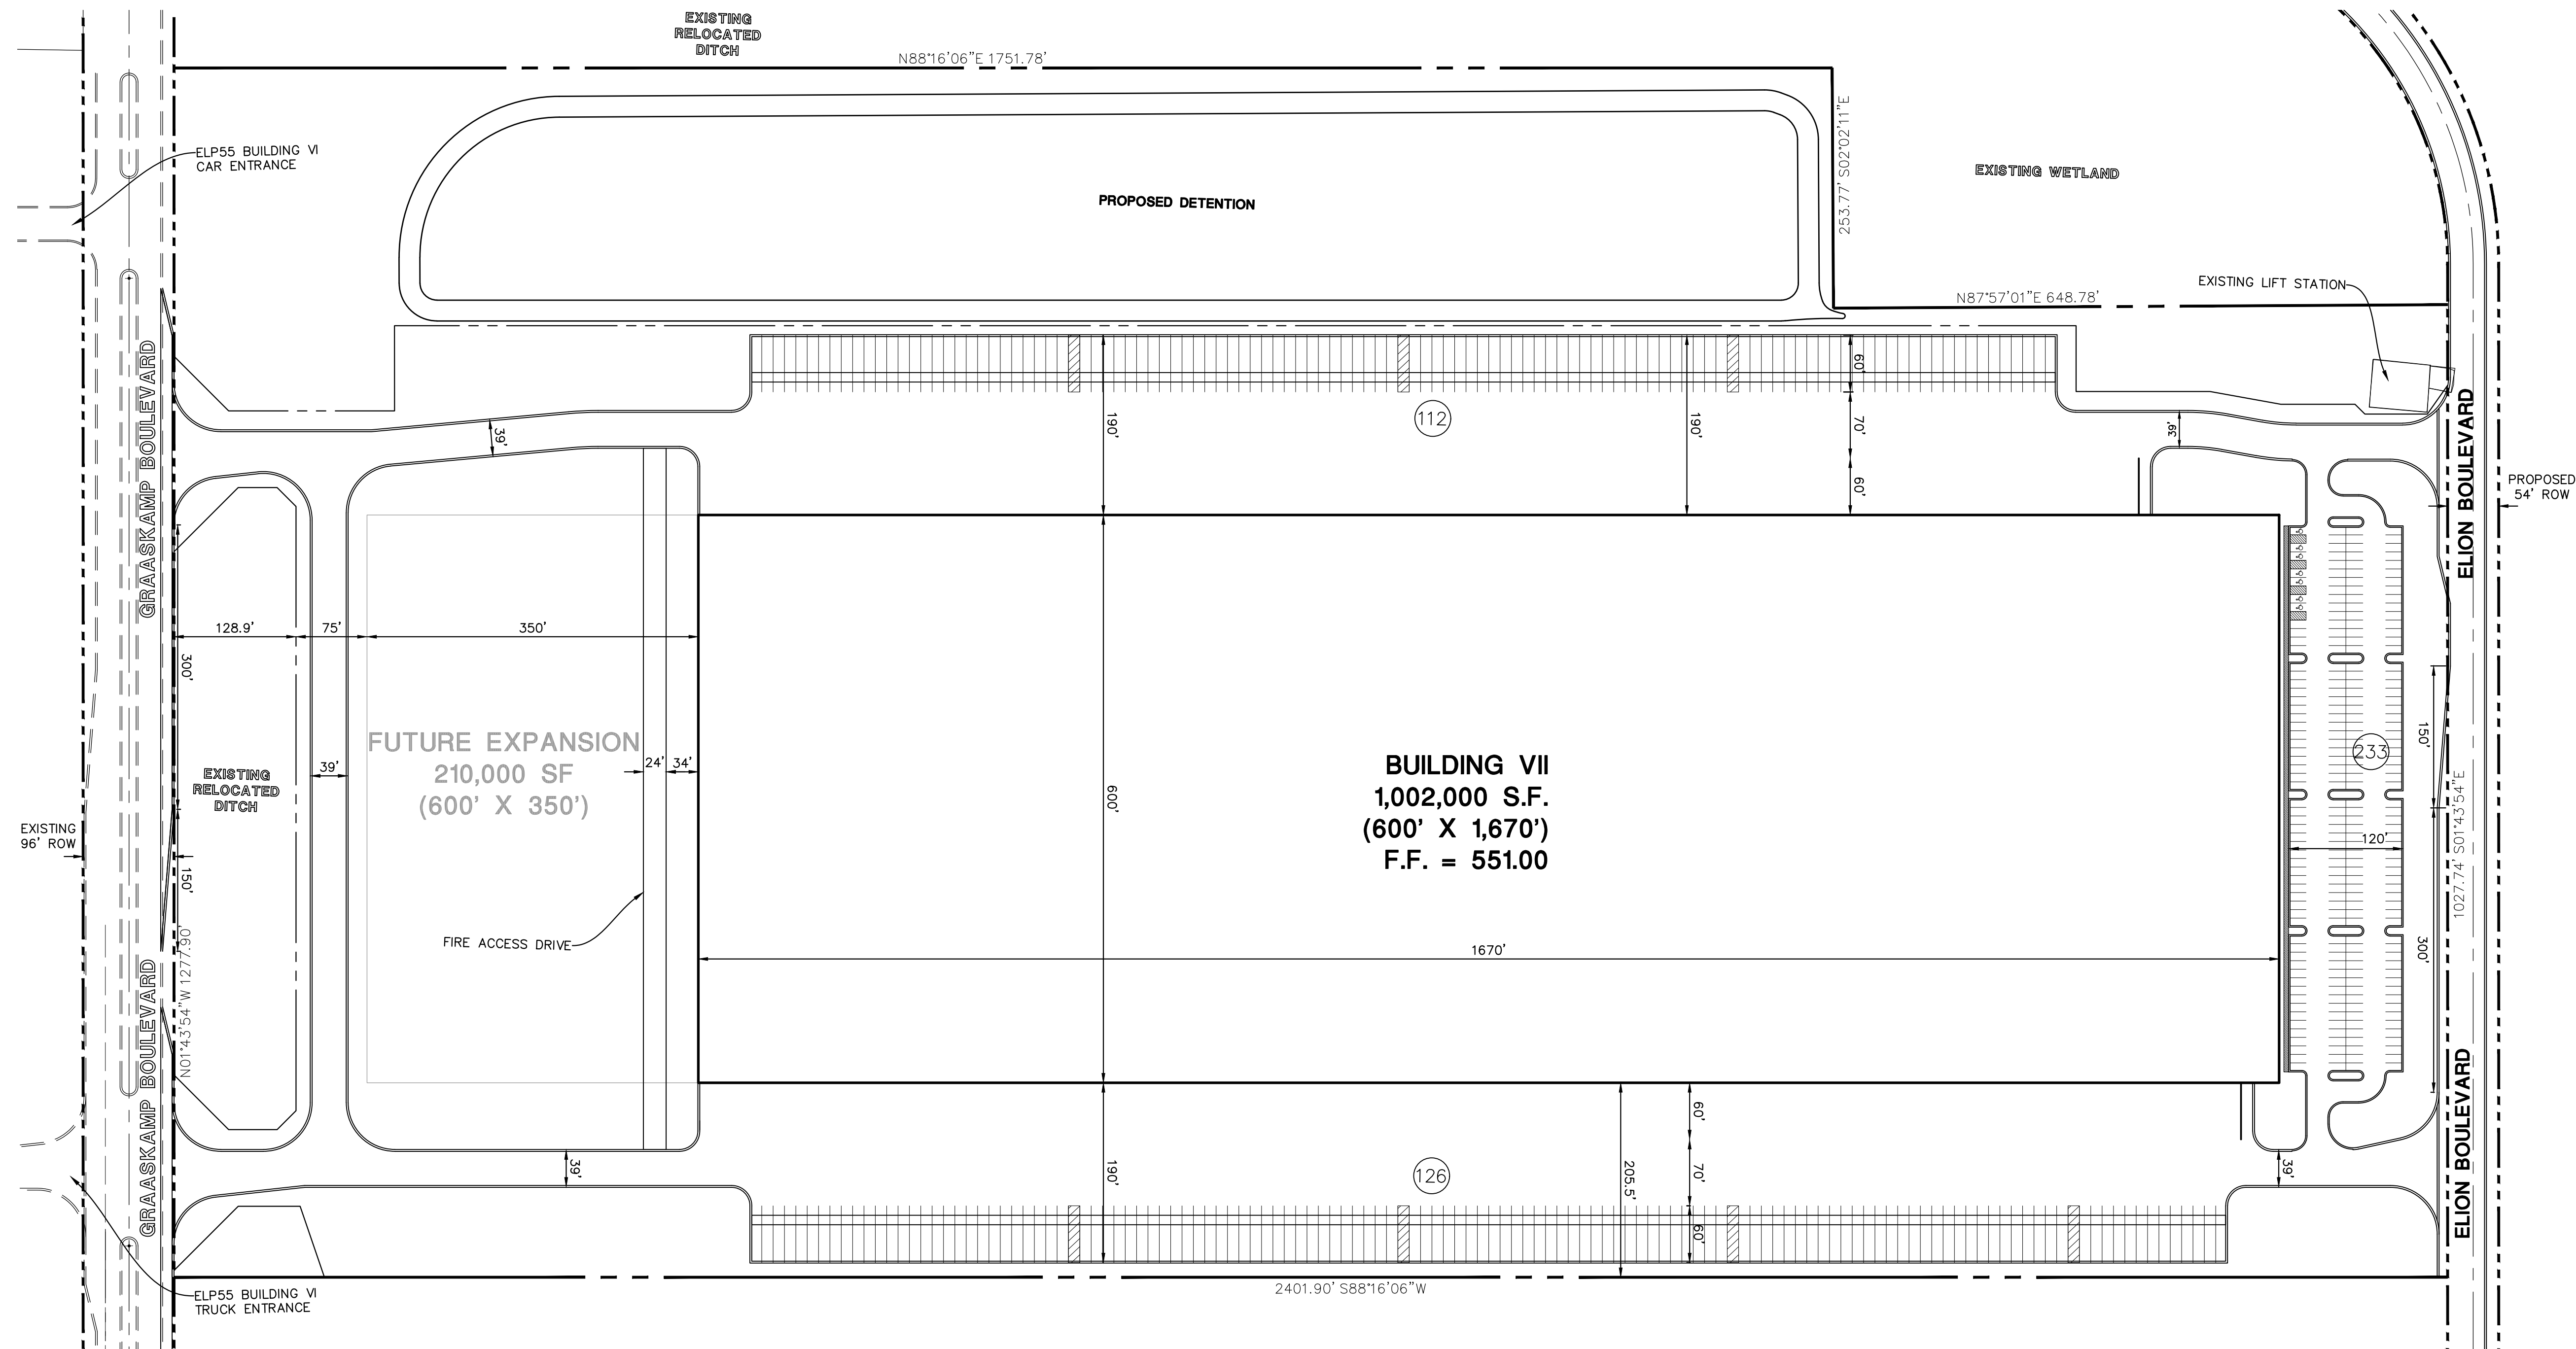 EXISTING
RELOCATED
DITCH
N88°16'06"E 1751.78'
ELP55 BUILDING VI
CAR ENTRANCE
PROPOSED DETENTION
253.77' S02°02'11"E
EXISTING WETLAND
EXISTING LIFT STATION
N87°57'01"E 648.78'
GRAASKAMP BOULEVARD
39'
190'
112
190'
60'
70'
60'
39'
ELION BOULEVARD
PROPOSED
54' ROW
128.9'
75'
350'
300'
FUTURE EXPANSION
210,000 SF
(600' X 350')
24'
34'
39'
EXISTING
RELOCATED
DITCH
EXISTING
96' ROW
150'
N01°43'54"W 1277.90'
FIRE ACCESS DRIVE
600'
BUILDING VII
1,002,000 S.F.
(600' X 1,670')
F.F. = 551.00
1670'
233
150'
120'
300'
1027.74' S01°43'54"E
GRAASKAMP BOULEVARD
39'
190'
126
205.5'
60'
70'
60'
39'
ELION BOULEVARD
ELP55 BUILDING VI
TRUCK ENTRANCE
2401.90' S88°16'06"W